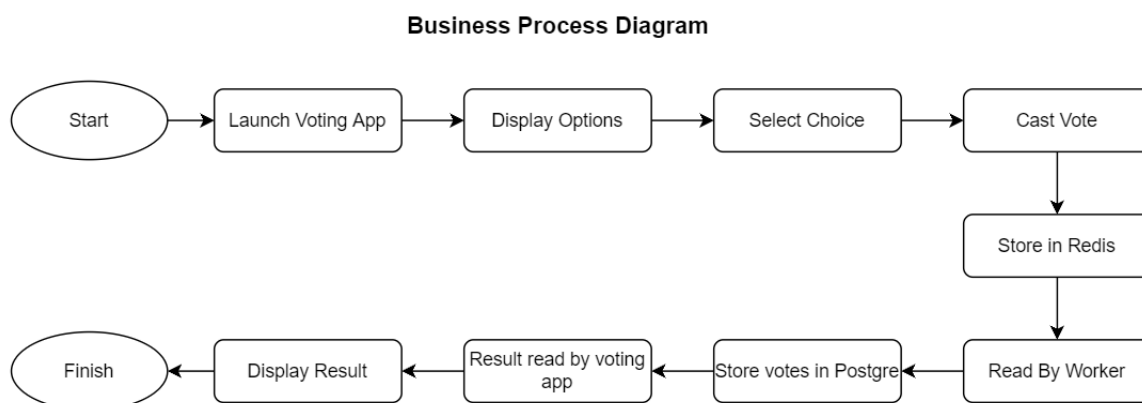 Business Process Diagram
Start
Launch Voting App
Display Options
Select Choice
Cast Vote
Store in Redis
Read By Worker
Store votes in Postgre
Result read by voting
app
Display Result
Finish